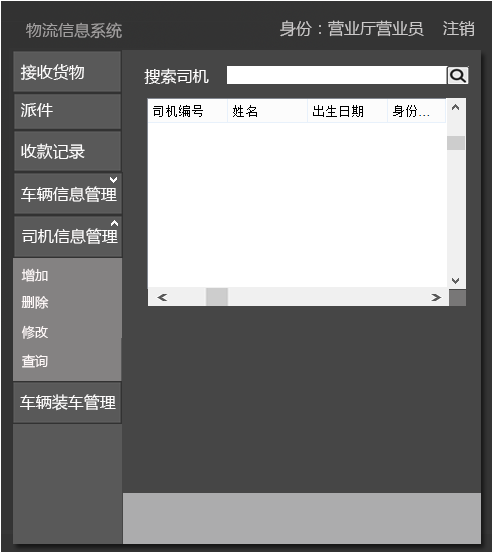 物流信息系统
身份：营业厅营业员 注销
接收货物
派件
收款记录
车辆信息管理
司机信息管理
增加
删除
修改
查询
车辆装车管理
搜索司机
司机编号 姓名 出生日期 身份...